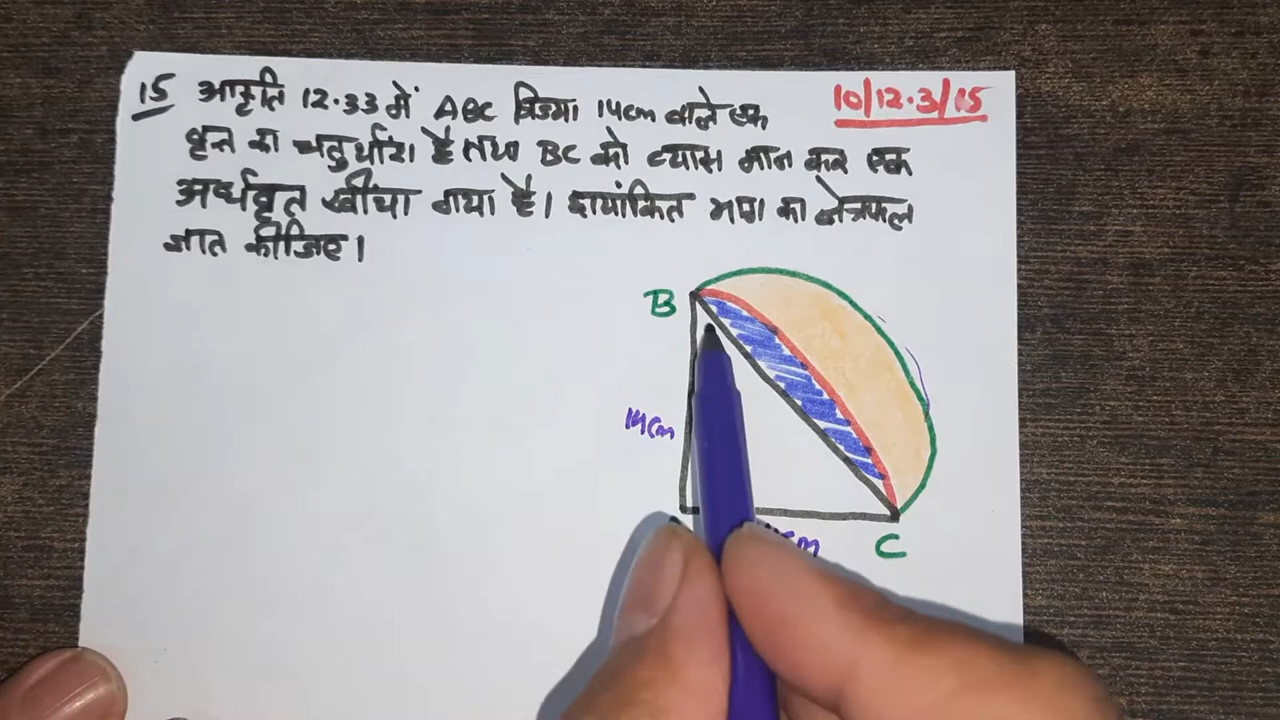 15 आकृति 12.33 में ABC त्रिज्या 14cm वाले एक
10/12.3/15
वृत्त का चतुर्थांश है तथा BC को व्यास मान कर एक
अर्धवृत्त खींचा गया है। छायांकित भाग का क्षेत्रफल
ज्ञात कीजिए।
B
14cm
cm
C